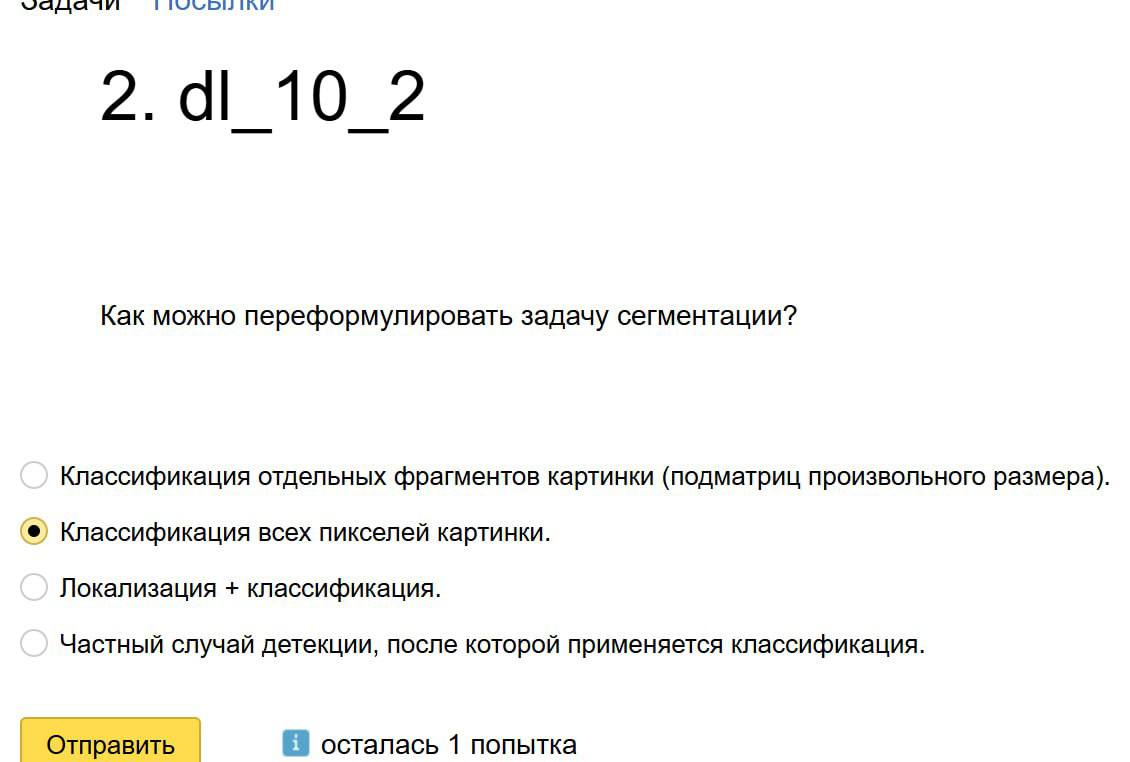 Задачи Посылки
2. dl_10_2
Как можно переформулировать задачу сегментации?
Классификация отдельных фрагментов картинки (подматриц произвольного размера).
Классификация всех пикселей картинки.
Локализация + классификация.
Частный случай детекции, после которой применяется классификация.
Отправить i осталась 1 попытка